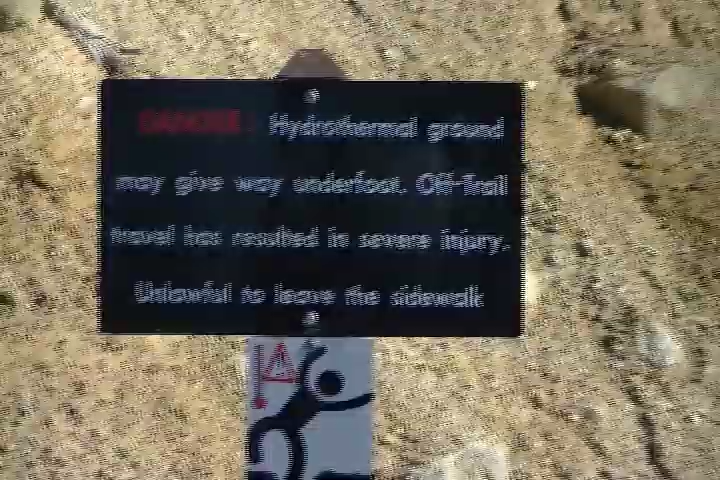 DANGER: Hydrothermal ground
may give way underfoot. Off-Trail
travel has resulted in severe injury.
Unlawful to leave the sidewalk